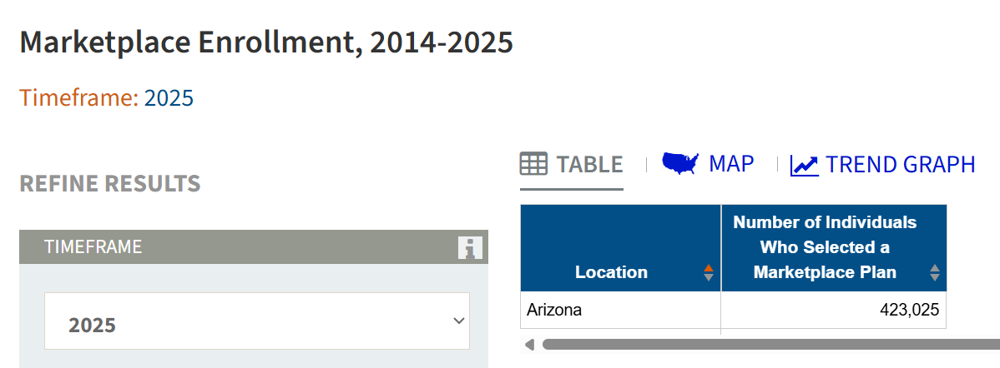 Marketplace Enrollment, 2014-2025
Timeframe: 2025
REFINE RESULTS
TIMEFRAME
2025
TABLE
MAP
TREND GRAPH
Location
Number of Individuals
Who Selected a
Marketplace Plan
Arizona 423,025